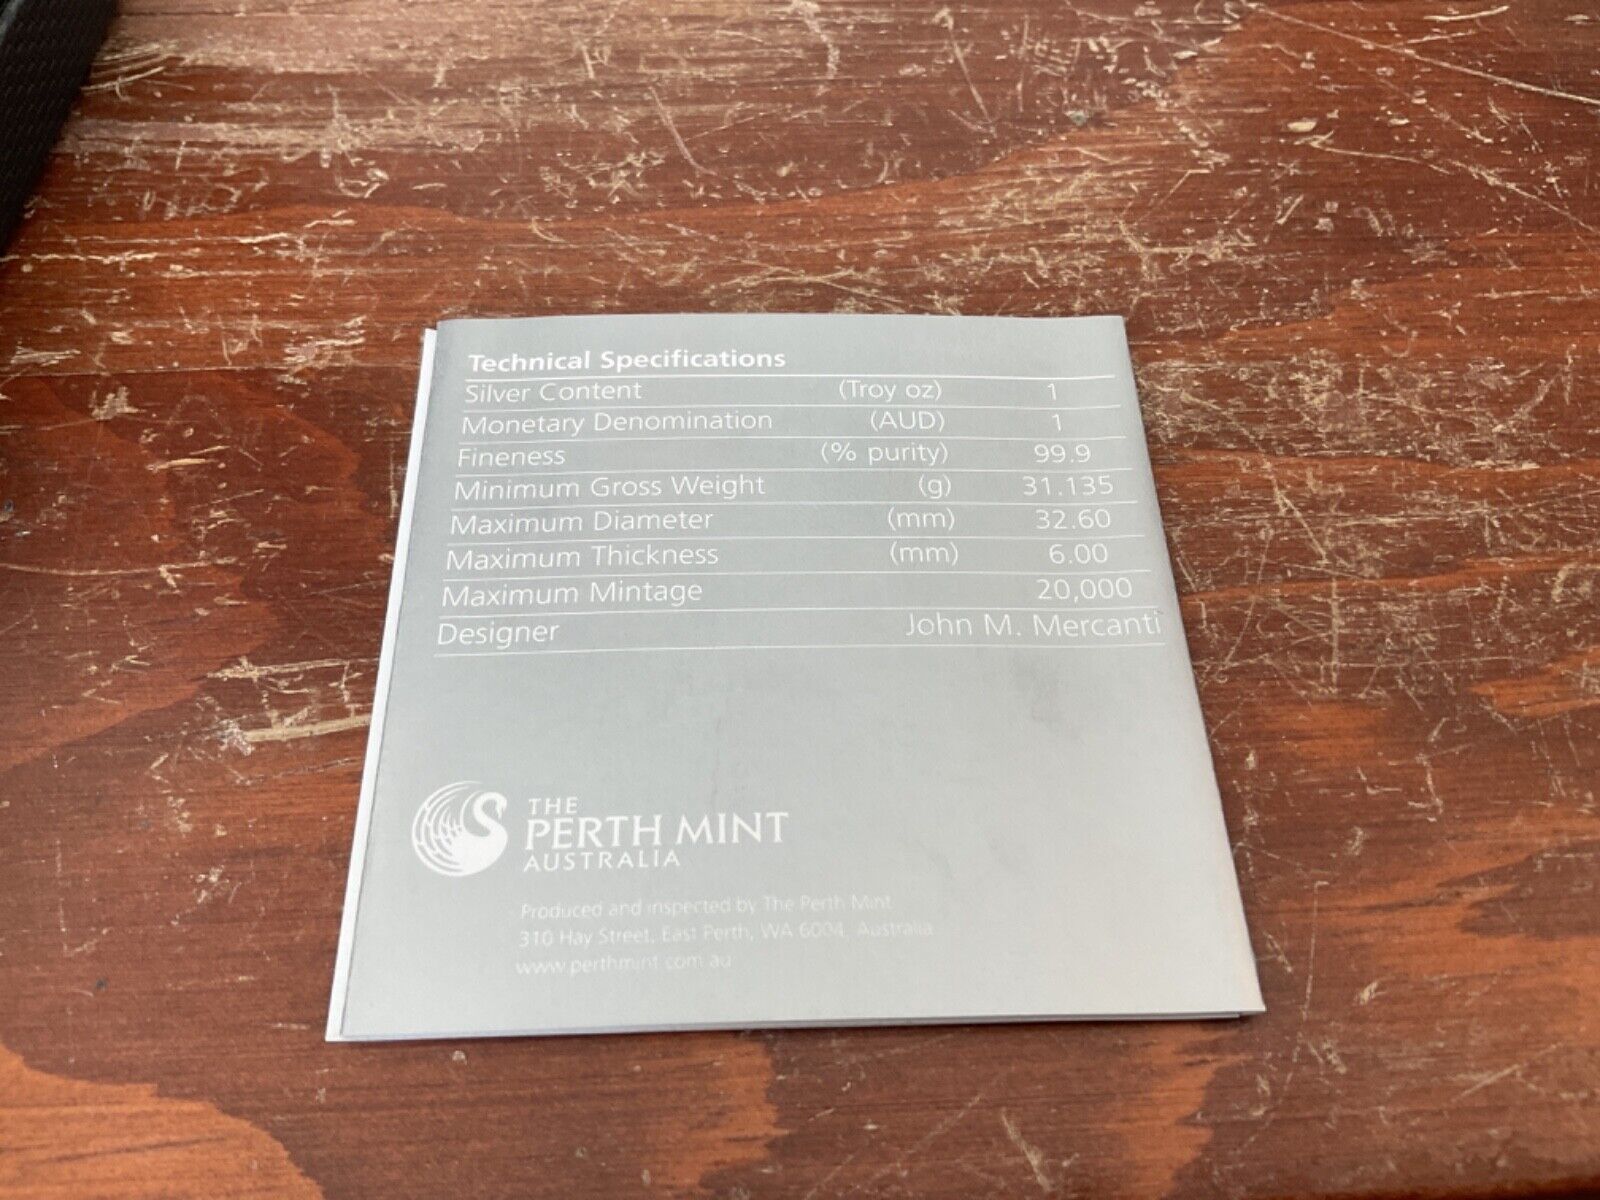 Technical Specifications
Silver Content (Troy oz) 1
Monetary Denomination (AUD) 1
Fineness (% purity) 99.9
Minimum Gross Weight (g) 31.135
Maximum Diameter (mm) 32.60
Maximum Thickness (mm) 6.00
Maximum Mintage 20,000
Designer John M. Mercanti
THE
PERTH MINT
AUSTRALIA
Produced and inspected by The Perth Mint
310 Hay Street, East Perth, WA 6004, Australia
www.perthmint.com.au